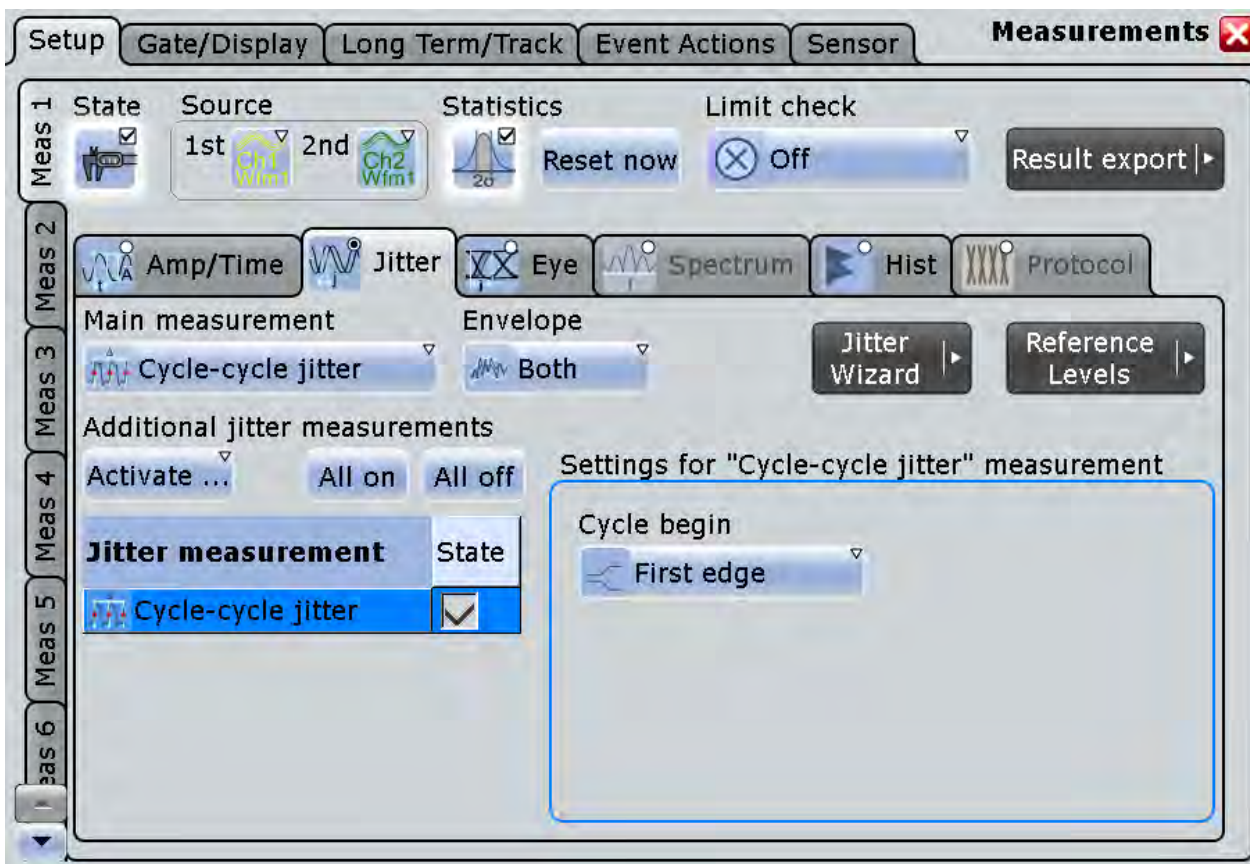 Setup Gate/Display Long Term/Track Event Actions Sensor Measurements
Meas 1
Meas 2
Meas 3
Meas 4
Meas 5
eas 6
State Source Statistics Limit check
1st Ch1 Wfm1 2nd Ch2 Wfm1 2σ Reset now Off Result export
Amp/Time Jitter Eye Spectrum Hist Protocol
Main measurement Envelope
Cycle-cycle jitter Both Jitter Wizard Reference Levels
Additional jitter measurements
Activate ... All on All off
Jitter measurement State
Cycle-cycle jitter
Settings for "Cycle-cycle jitter" measurement
Cycle begin
First edge